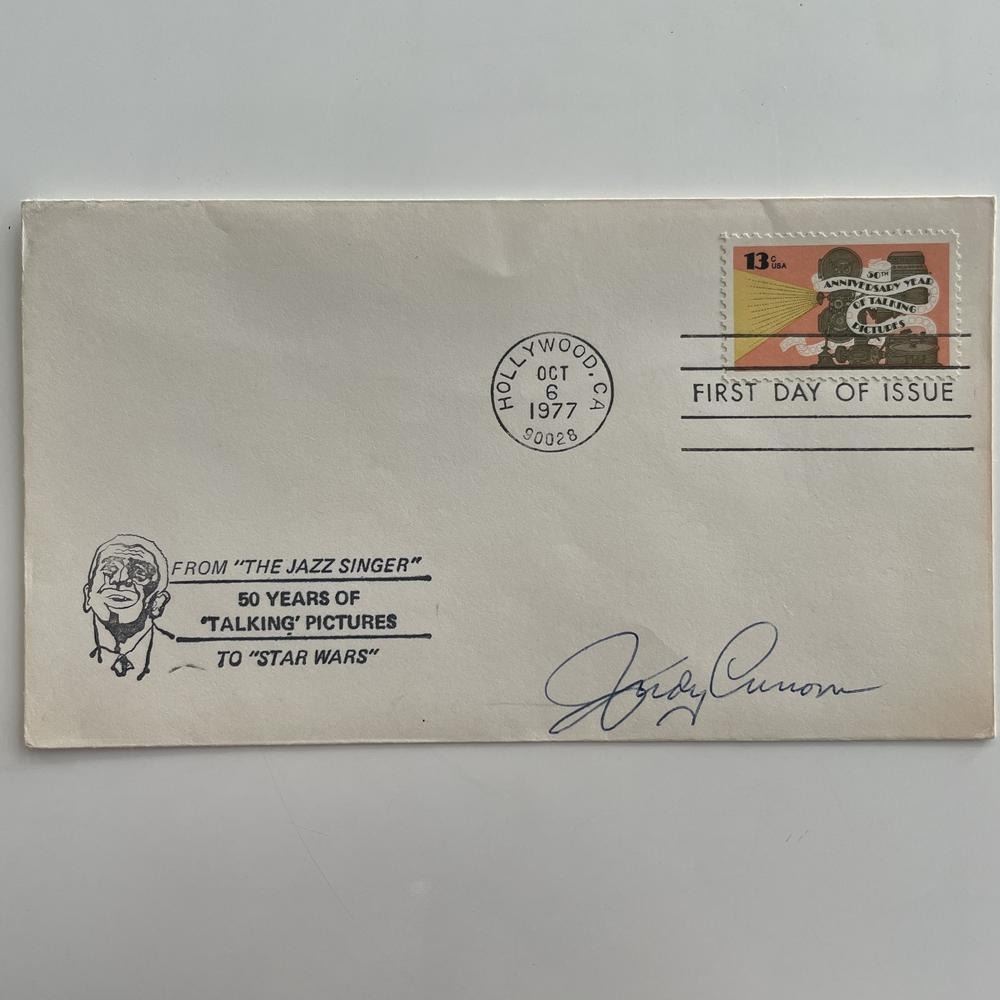 13c USA
50TH
ANNIVERSARY YEAR
OF TALKING
PICTURES
HOLLYWOOD, CA
OCT
6
1977
90028
FIRST DAY OF ISSUE
FROM "THE JAZZ SINGER"
50 YEARS OF
'TALKING' PICTURES
TO "STAR WARS"